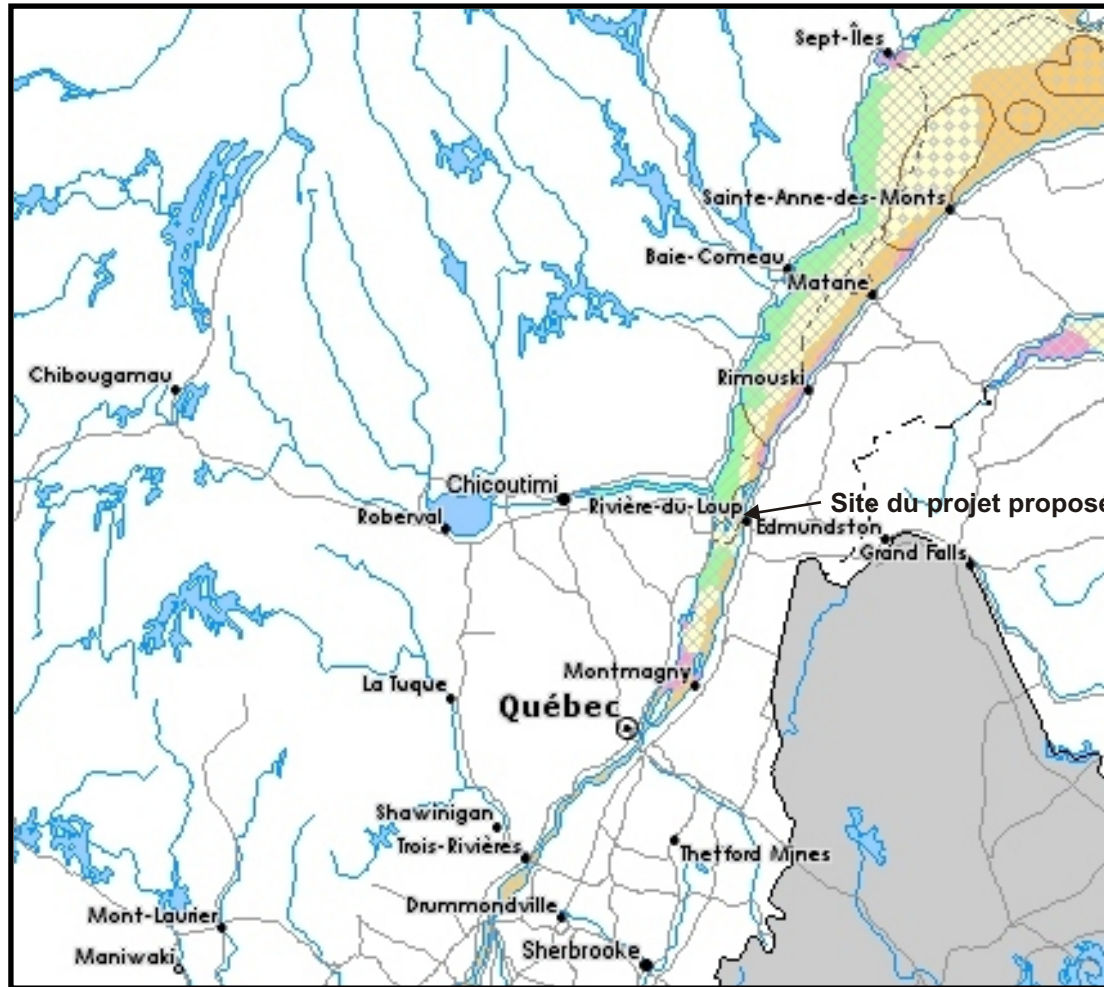 Sept-Îles
Sainte-Anne-des-Monts
Baie-Comeau
Matane
Chibougamau
Rimouski
Chicoutimi
Rivière-du-Loup
Site du projet proposé
Roberval
Edmundston
Grand Falls
Montmagny
La Tuque
Québec
Shawinigan
Trois-Rivières
Thetford Mines
Drummondville
Mont-Laurier
Sherbrooke
Maniwaki